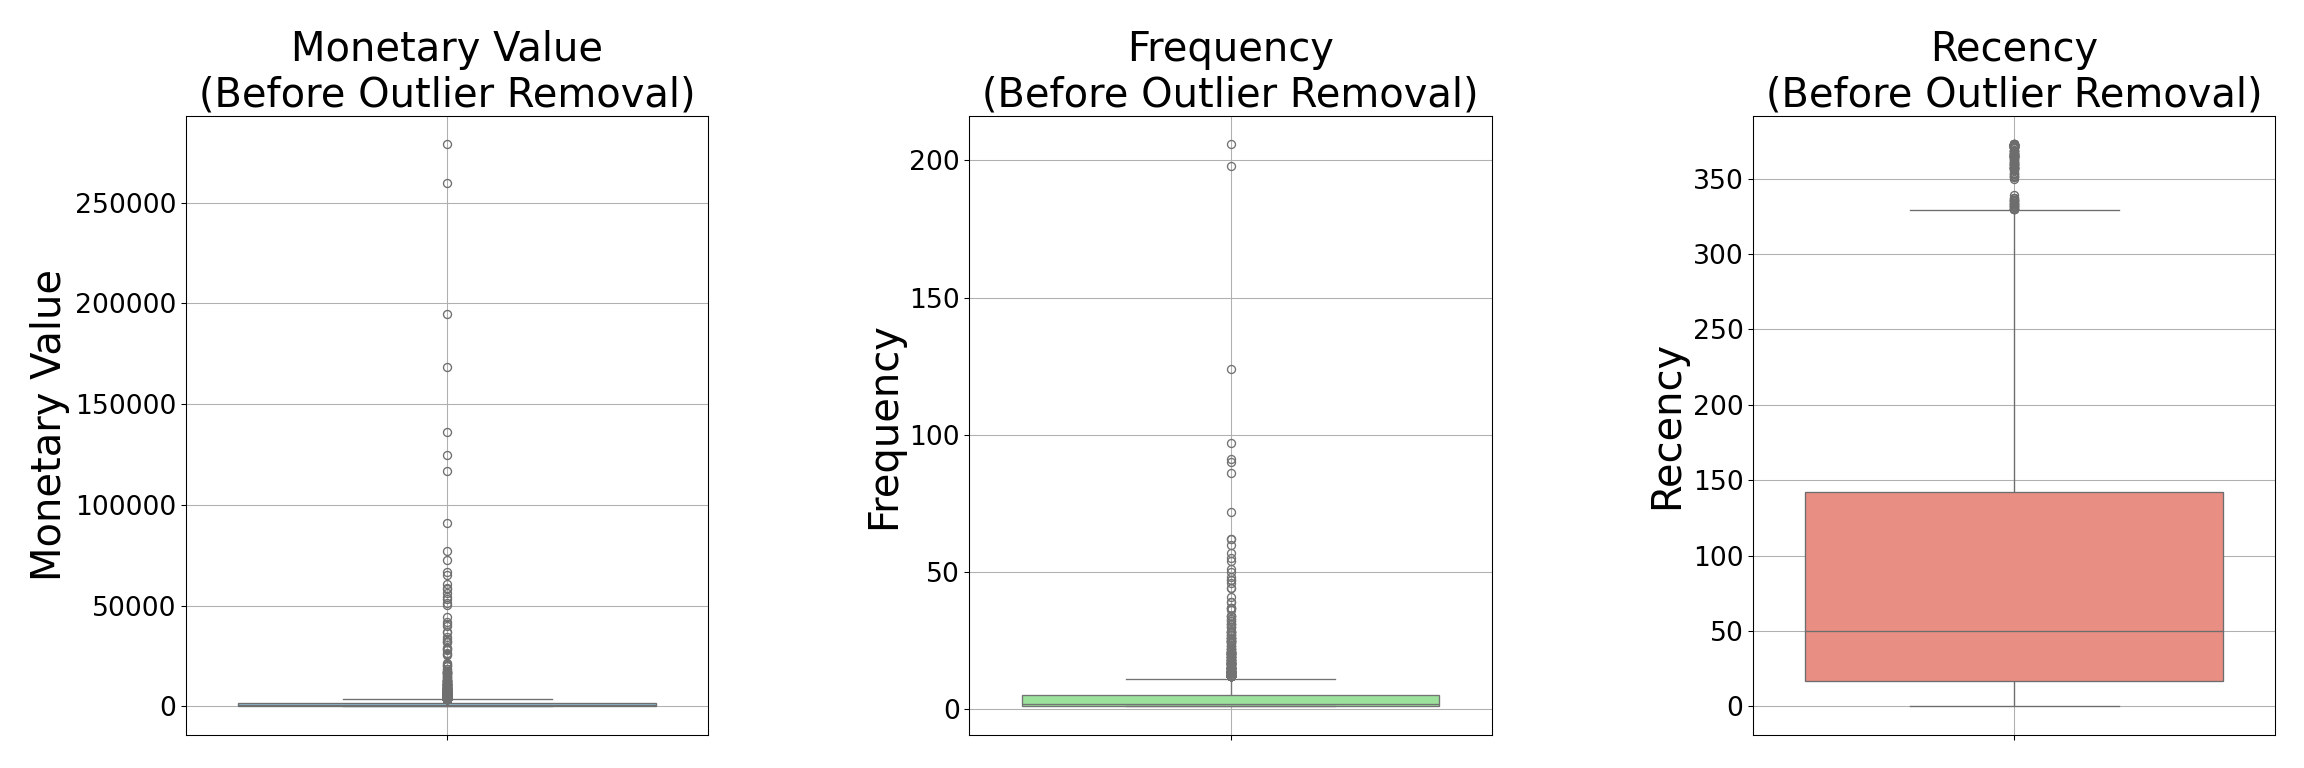 Monetary Value
(Before Outlier Removal)
Monetary Value
250000
200000
150000
100000
50000
0
Frequency
(Before Outlier Removal)
Frequency
200
150
100
50
0
Recency
(Before Outlier Removal)
Recency
350
300
250
200
150
100
50
0